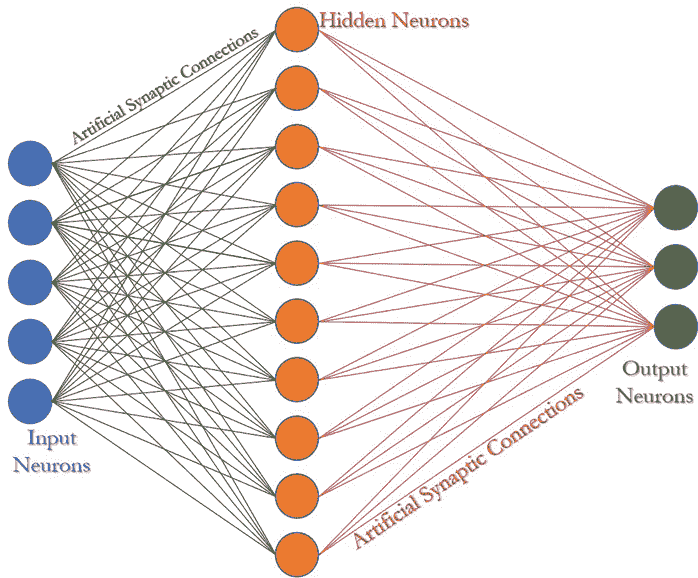 Hidden Neurons
Artificial Synaptic Connections
Output
Neurons
Input
Neurons
Artificial Synaptic Connections